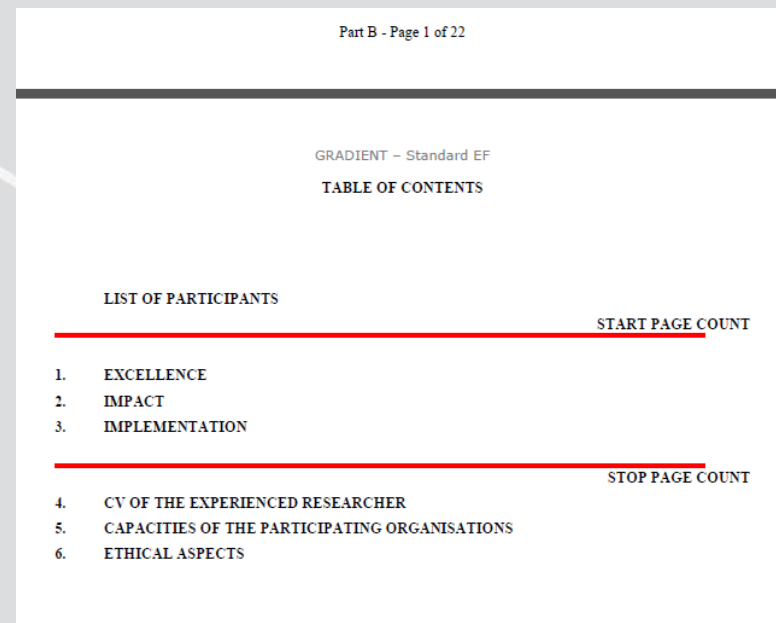 Part B - Page 1 of 22
GRADIENT – Standard EF
TABLE OF CONTENTS
LIST OF PARTICIPANTS
START PAGE COUNT
1. EXCELLENCE
2. IMPACT
3. IMPLEMENTATION
STOP PAGE COUNT
4. CV OF THE EXPERIENCED RESEARCHER
5. CAPACITIES OF THE PARTICIPATING ORGANISATIONS
6. ETHICAL ASPECTS